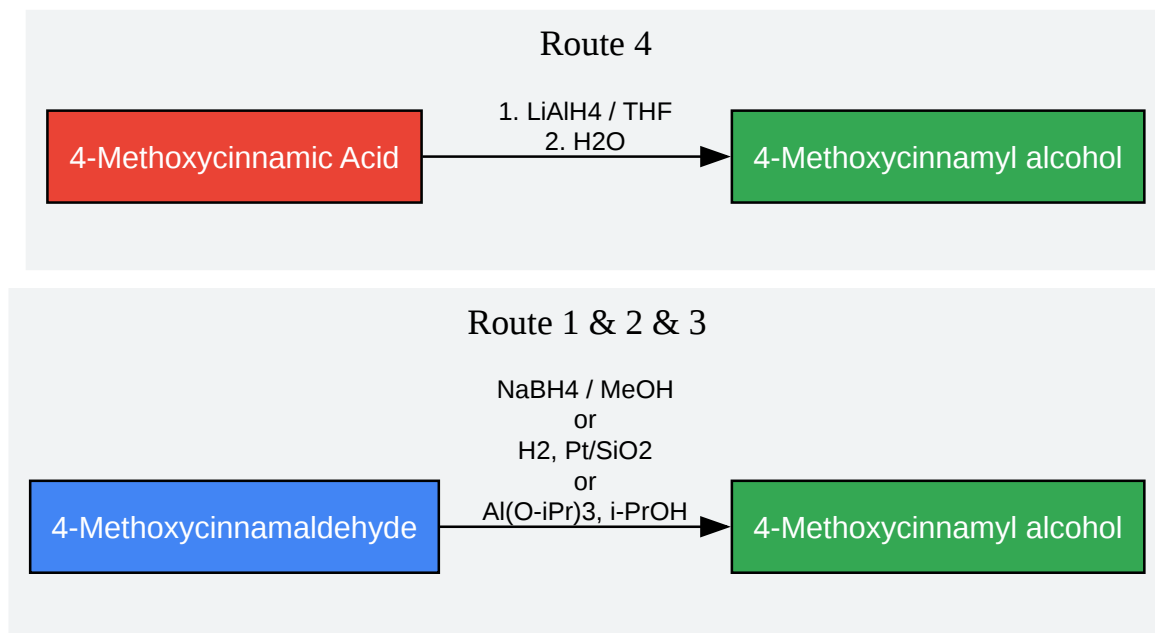 Route 4
4-Methoxycinnamic Acid
1. LiAlH4 / THF
2. H2O
4-Methoxycinnamyl alcohol
Route 1 & 2 & 3
4-Methoxycinnamaldehyde
NaBH4 / MeOH
or
H2, Pt/SiO2
or
Al(O-iPr)3, i-PrOH
4-Methoxycinnamyl alcohol